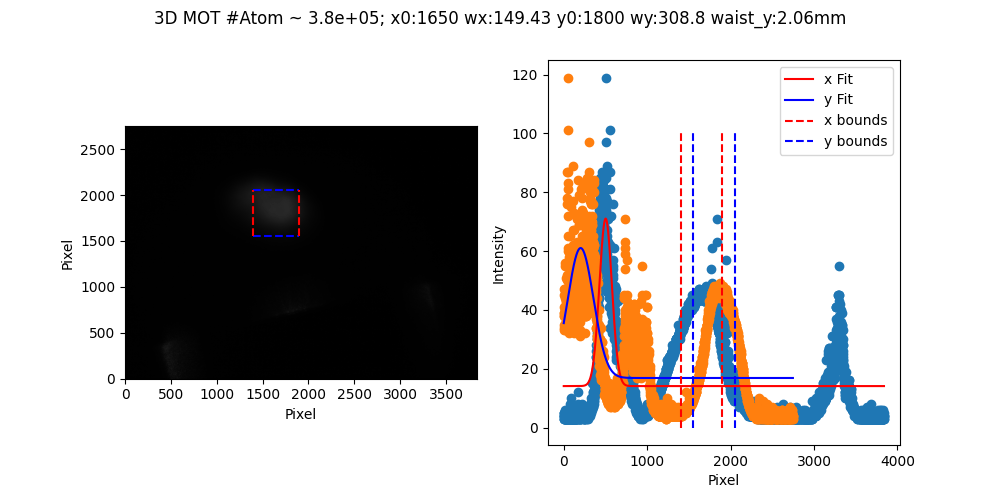 3D MOT #Atom ~ 3.8e+05; x0:1650 wx:149.43 y0:1800 wy:308.8 waist_y:2.06mm
2500
2000
1500
1000
500
0
Pixel
0 500 1000 1500 2000 2500 3000 3500
Pixel
120
100
80
60
40
20
0
Intensity
x Fit
y Fit
x bounds
y bounds
0 1000 2000 3000 4000
Pixel